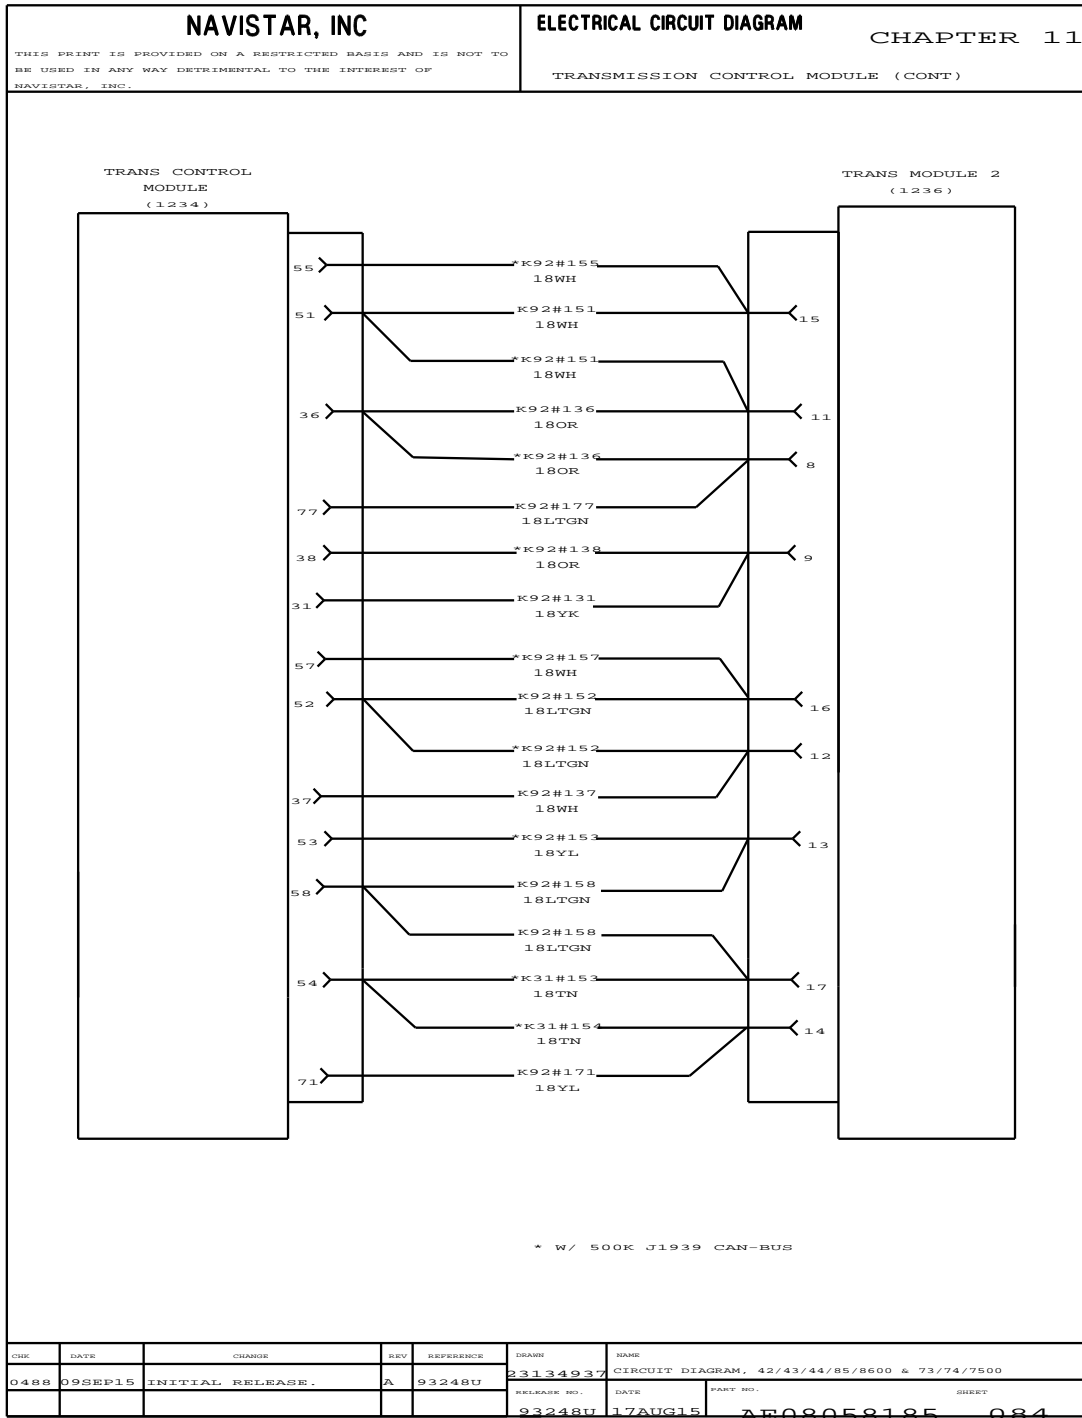 NAVISTAR, INC
THIS PRINT IS PROVIDED ON A RESTRICTED BASIS AND IS NOT TO
BE USED IN ANY WAY DETRIMENTAL TO THE INTEREST OF
NAVISTAR, INC.
ELECTRICAL CIRCUIT DIAGRAM
CHAPTER 11
TRANSMISSION CONTROL MODULE (CONT)
TRANS CONTROL
MODULE
(1234)
TRANS MODULE 2
(1236)
55
*K92#155
18WH
51
K92#151
18WH
15
*K92#151
18WH
36
K92#136
18OR
11
*K92#136
18OR
8
77
K92#177
18LTGN
38
*K92#138
18OR
9
31
K92#131
18YK
57
*K92#157
18WH
52
K92#152
18LTGN
16
*K92#152
18LTGN
12
37
K92#137
18WH
53
*K92#153
18YL
13
58
K92#158
18LTGN
K92#158
18LTGN
54
*K31#153
18TN
17
*K31#154
18TN
14
71
K92#171
18YL
* W/ 500K J1939 CAN-BUS
CHK DATE CHANGE REV REFERENCE
0488 09SEP15 INITIAL RELEASE. A 93248U
DRAWN
23134937
NAME
CIRCUIT DIAGRAM, 42/43/44/85/8600 & 73/74/7500
RELEASE NO.
93248U
DATE
17AUG15
PART NO.
AE08058185
SHEET
084